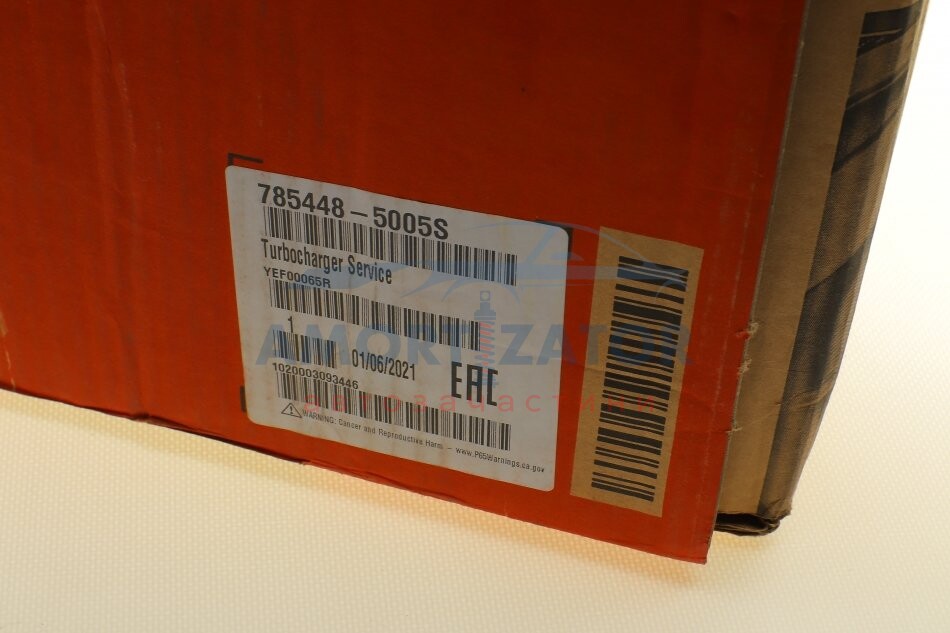 785448-5005S
Turbocharger Service
YEF00065R
1
01/06/2021
EAC
1020003093446
WARNING: Cancer and Reproductive Harm - www.P65Warnings.ca.gov
AMORTIZATOR
автозапчастини